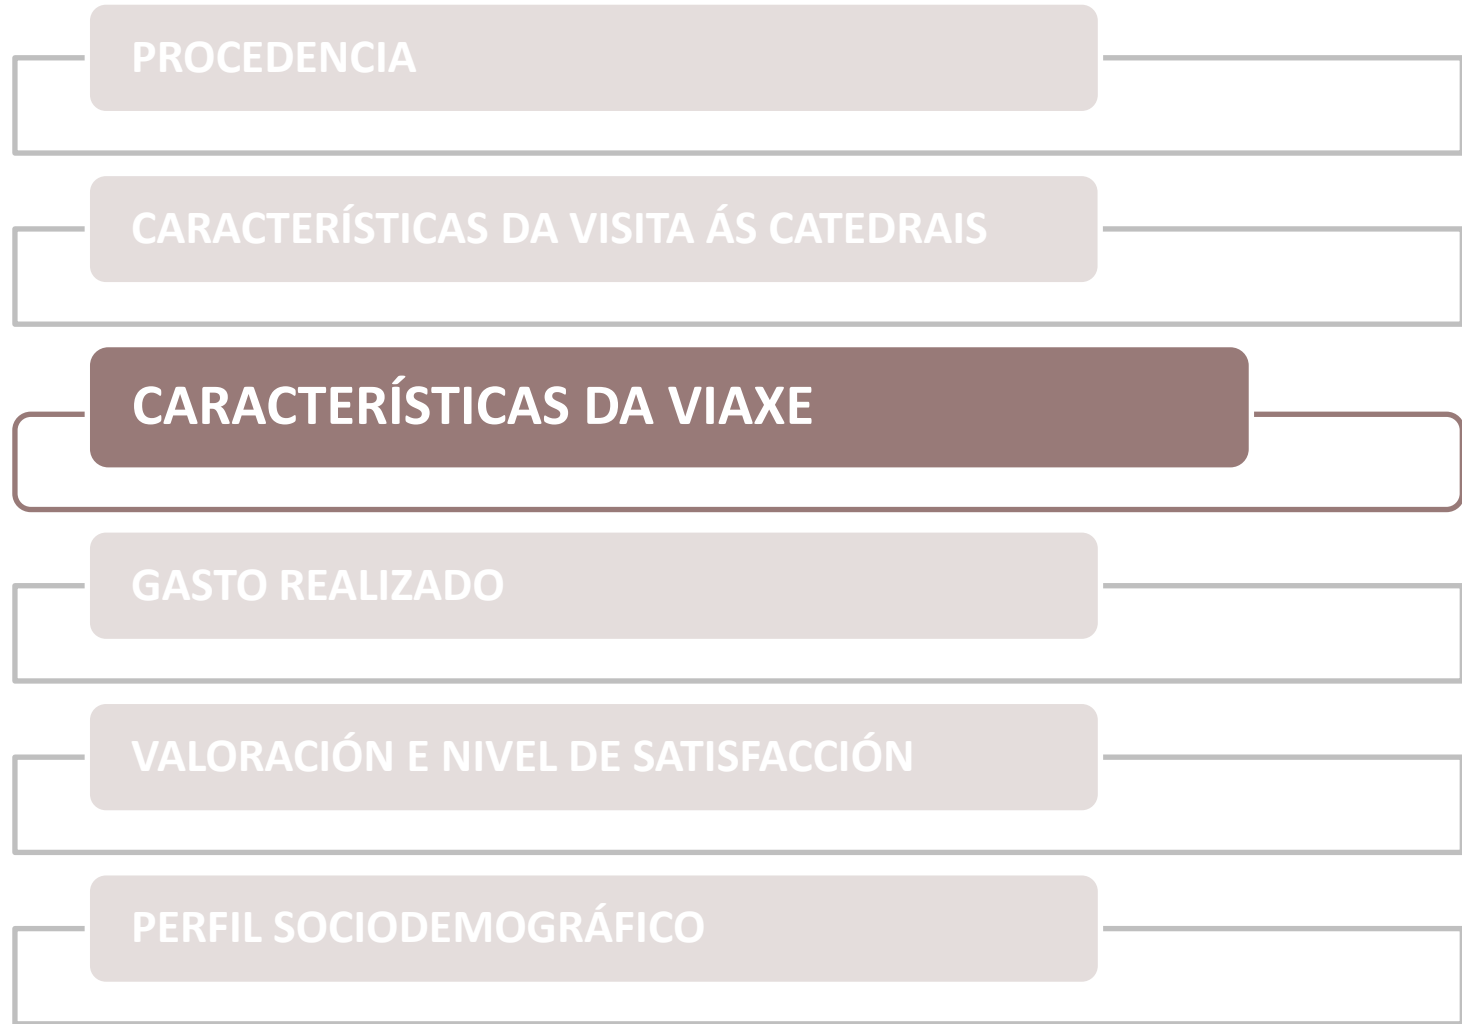 PROCEDENCIA
CARACTERÍSTICAS DA VISITA ÁS CATEDRAIS
CARACTERÍSTICAS DA VIAXE
GASTO REALIZADO
VALORACIÓN E NIVEL DE SATISFACCIÓN
PERFIL SOCIODEMOGRÁFICO